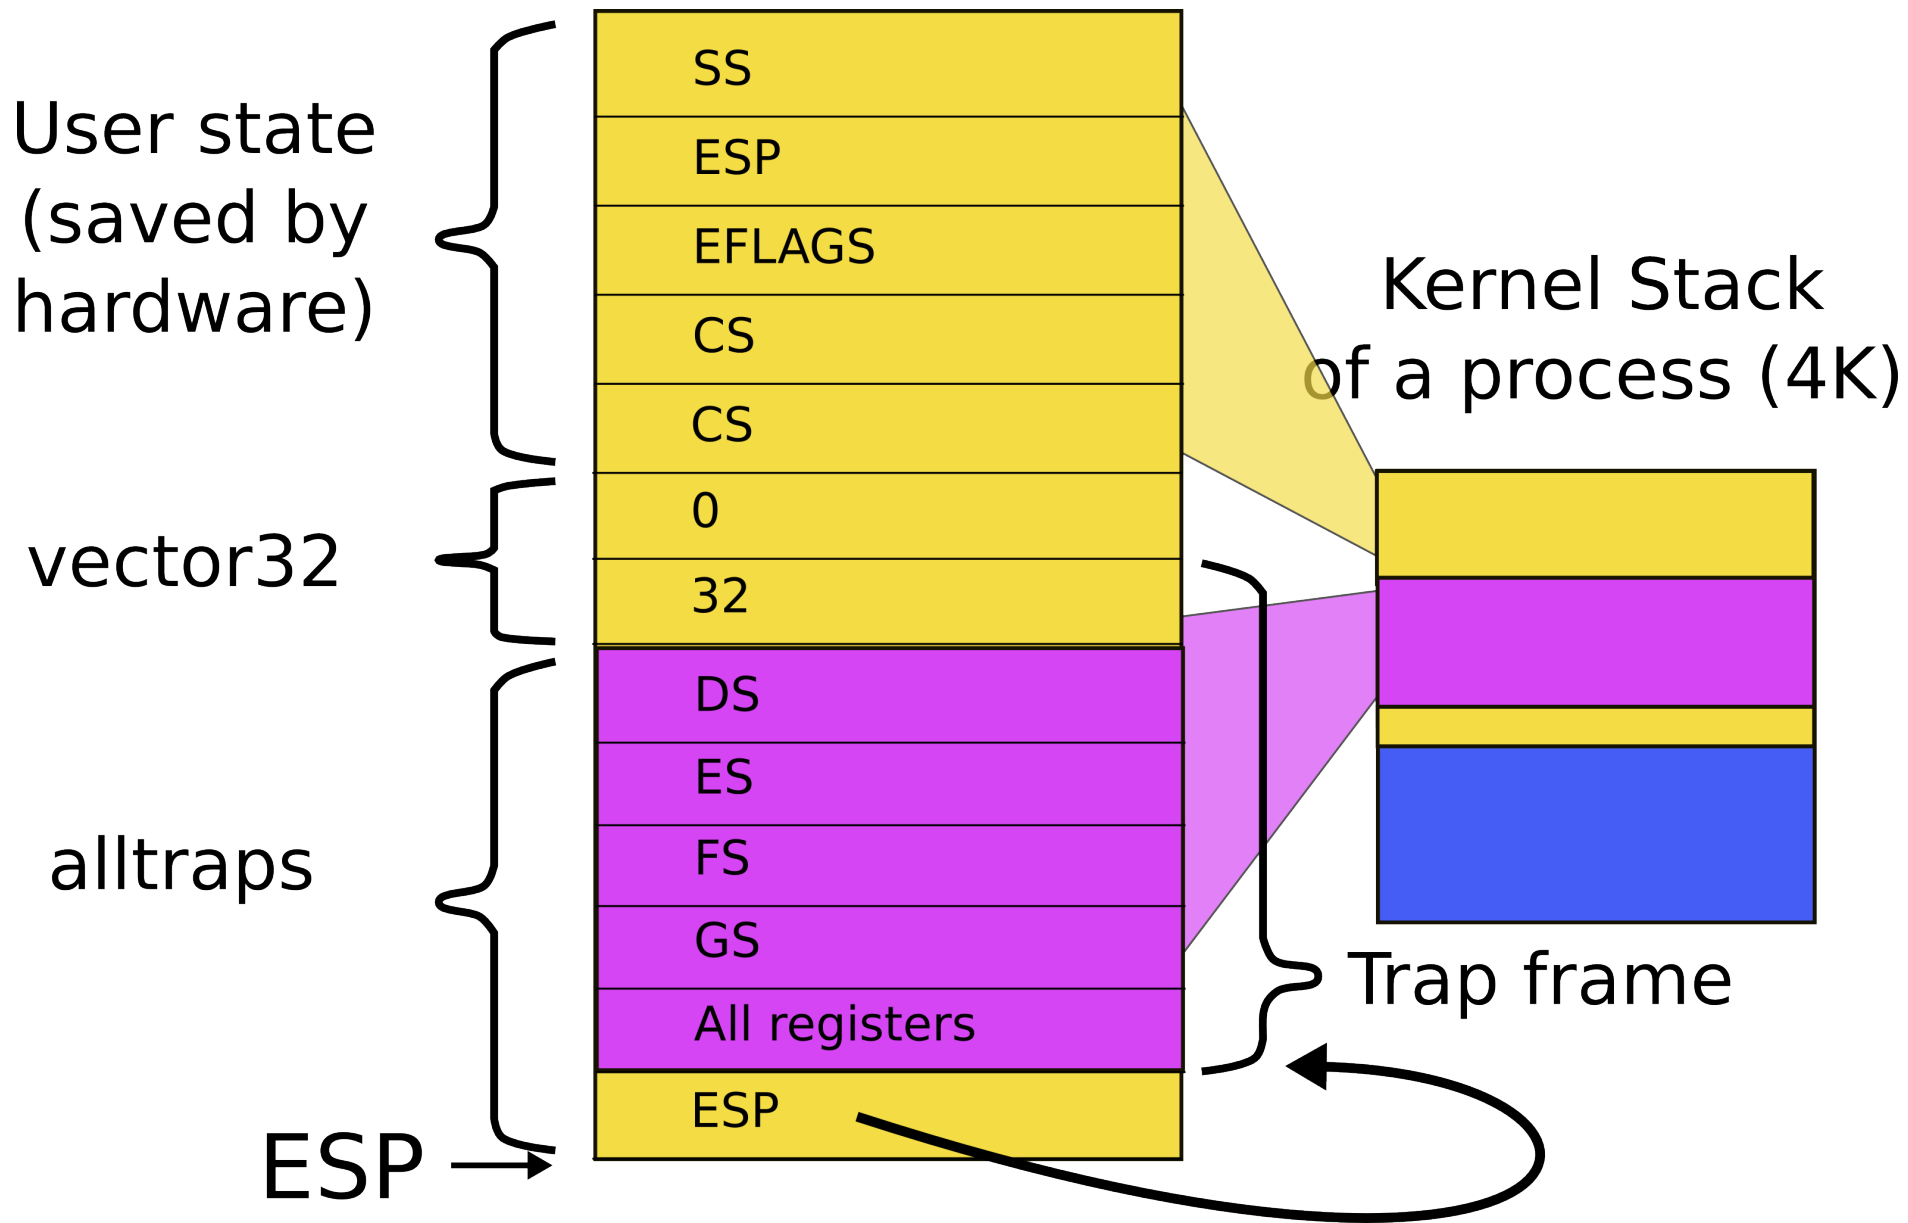 User state
(saved by
hardware)
vector32
alltraps
ESP
SS
ESP
EFLAGS
CS
CS
0
32
DS
ES
FS
GS
All registers
ESP
Kernel Stack
of a process (4K)
Trap frame